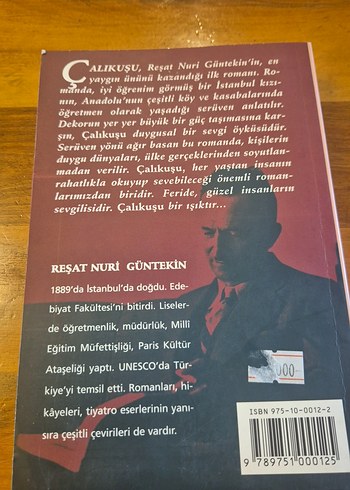 ÇALIKUŞU, Reşat Nuri Güntekin'in, en
yaygın ününü kazandığı ilk romanı. Ro-
manda, iyi öğrenim görmüş bir İstanbul kızı-
nın, Anadolu'nun çeşitli köy ve kasabalarında
öğretmen olarak yaşadığı serüven anlatılır.
Dekorun yer yer büyük bir güç taşımasına kar-
şın, Çalıkuşu duygusal bir sevgi öyküsüdür.
Serüven yönü ağır basan bu romanda, kişilerin
duygu dünyaları, ülke gerçeklerinden soyutlan-
madan verilir. Çalıkuşu, her yaştan insanın
rahatlıkla okuyup sevebileceği önemli roman-
larımızdan biridir. Feride, güzel insanların
sevgilisidir. Çalıkuşu bir ışıktır...
REŞAT NURİ GÜNTEKİN
1889'da İstanbul'da doğdu. Ede-
biyat Fakültesi'ni bitirdi. Liseler-
de öğretmenlik, müdürlük, Millî
Eğitim Müfettişliği, Paris Kültür
Ataşeliği yaptı. UNESCO'da Tür-
kiye'yi temsil etti. Romanları, hi-
kâyeleri, tiyatro eserlerinin yanı-
sıra çeşitli çevirileri de vardır.
ISBN 975-10-0012-2
9 789751 000125